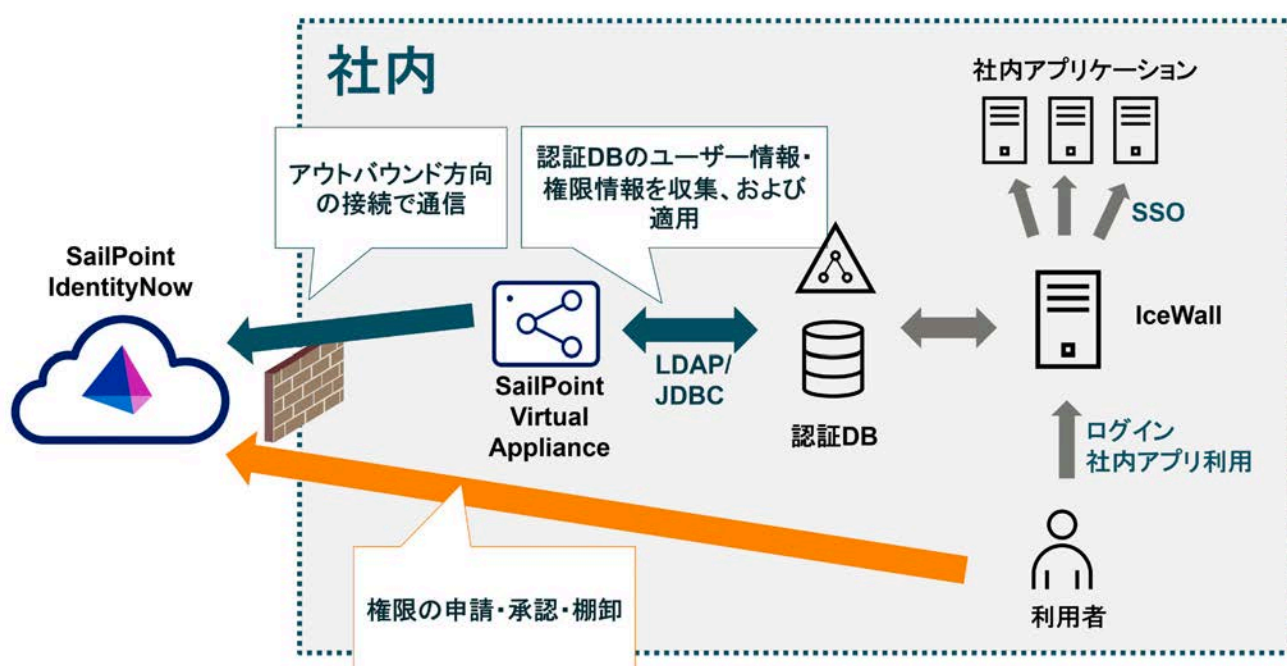 社内
社内アプリケーション
アウトバウンド方向
の接続で通信
認証DBのユーザー情報・
権限情報を収集、および
適用
SSO
SailPoint
IdentityNow
IceWall
LDAP/
JDBC
SailPoint
Virtual
Appliance
認証DB
ログイン
社内アプリ利用
権限の申請・承認・棚卸
利用者